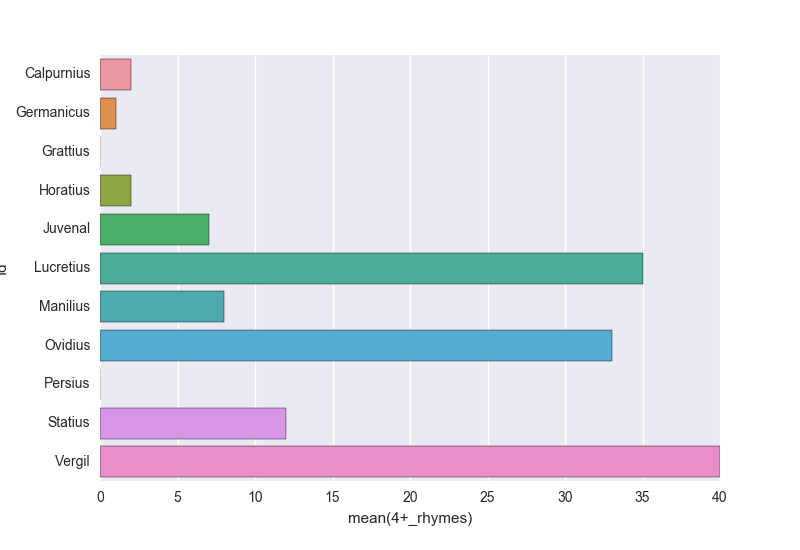 Calpurnius
Germanicus
Grattius
Horatius
Juvenal
Lucretius
Manilius
Ovidius
Persius
Statius
Vergil
0 5 10 15 20 25 30 35 40
mean(4+_rhymes)